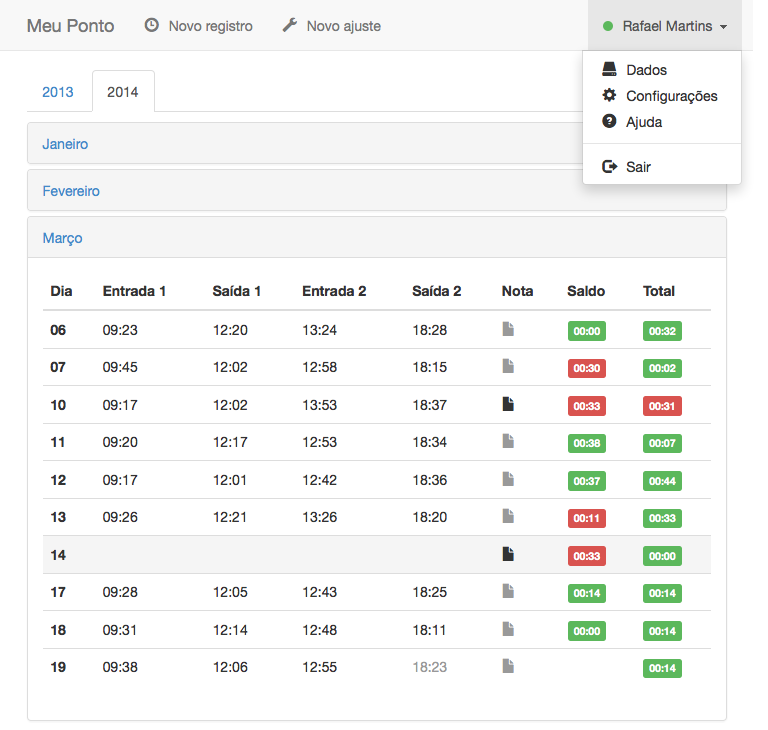 Meu Ponto Novo registro Novo ajuste Rafael Martins
Dados
Configurações
Ajuda
Sair
2013 2014
Janeiro
Fevereiro
Março
Dia Entrada 1 Saída 1 Entrada 2 Saída 2 Nota Saldo Total
06 09:23 12:20 13:24 18:28 00:00 00:32
07 09:45 12:02 12:58 18:15 00:30 00:02
10 09:17 12:02 13:53 18:37 00:33 00:31
11 09:20 12:17 12:53 18:34 00:38 00:07
12 09:17 12:01 12:42 18:36 00:37 00:44
13 09:26 12:21 13:26 18:20 00:11 00:33
14 00:33 00:00
17 09:28 12:05 12:43 18:25 00:14 00:14
18 09:31 12:14 12:48 18:11 00:00 00:14
19 09:38 12:06 12:55 18:23 00:14